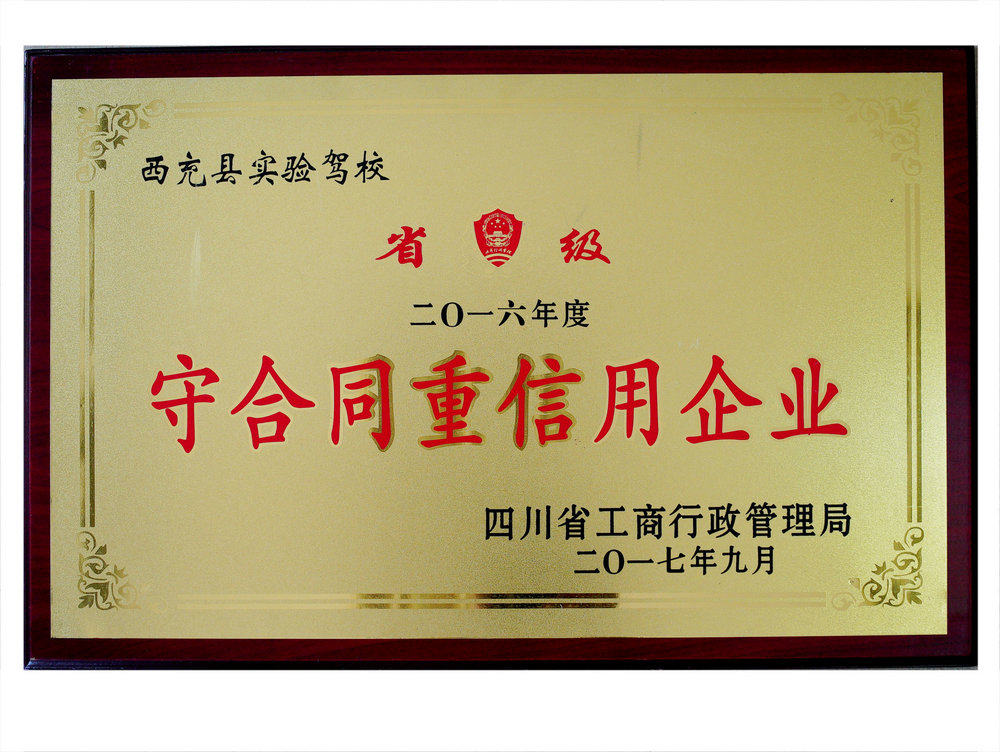 西充县实验驾校
省 级
二〇一六年度
守合同重信用企业
四川省工商行政管理局
二〇一七年九月